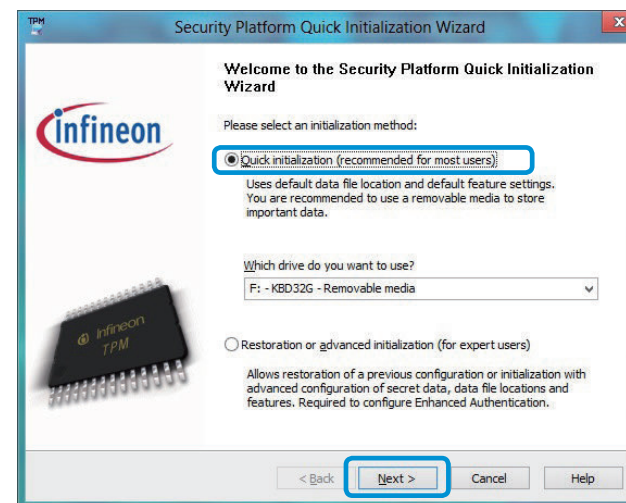 TPM
Security Platform Quick Initialization Wizard
X
Welcome to the Security Platform Quick Initialization
Wizard
infineon
Please select an initialization method:
Quick initialization (recommended for most users)
Uses default data file location and default feature settings.
You are recommended to use a removable media to store
important data.
Which drive do you want to use?
F: - KBD32G - Removable media
Infineon
TPM
Restoration or advanced initialization (for expert users)
Allows restoration of a previous configuration or initialization with
advanced configuration of secret data, data file locations and
features. Required to configure Enhanced Authentication.
< Back
Next >
Cancel
Help